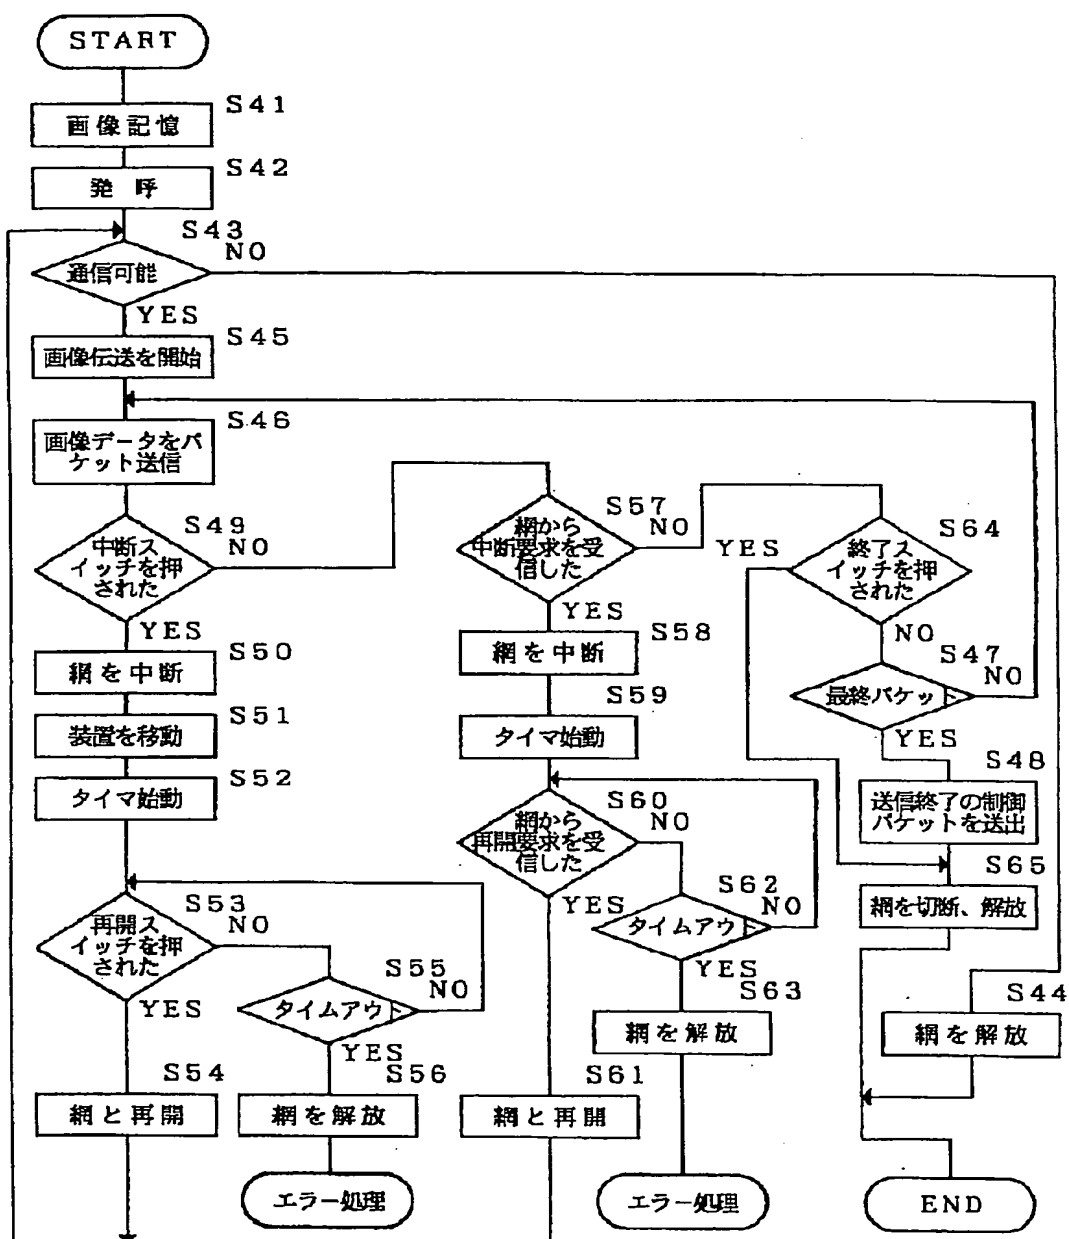 START
S41
画像記憶
S42
発 呼
S43
通信可能
NO
YES
S45
画像伝送を開始
S46
画像データをパ
ケット送信
S49
中断ス
イッチを押
された
NO
YES
S50
網を中断
S51
装置を移動
S52
タイマ始動
S53
再開ス
イッチを押
された
NO
YES
S55
タイムアウト
NO
YES
S54
網と再開
S56
網を解放
エラー処理
S57
網から
中断要求を受
信した
NO
YES
S58
網を中断
S59
タイマ始動
S60
網から
再開要求を受
信した
NO
YES
S62
タイムアウト
NO
YES
S63
網を解放
S61
網と再開
エラー処理
S64
終了ス
イッチを押
された
YES
NO
S47
最終パケット
NO
YES
S48
送信終了の制御
パケットを送出
S65
網を切断、解放
S44
網を解放
END